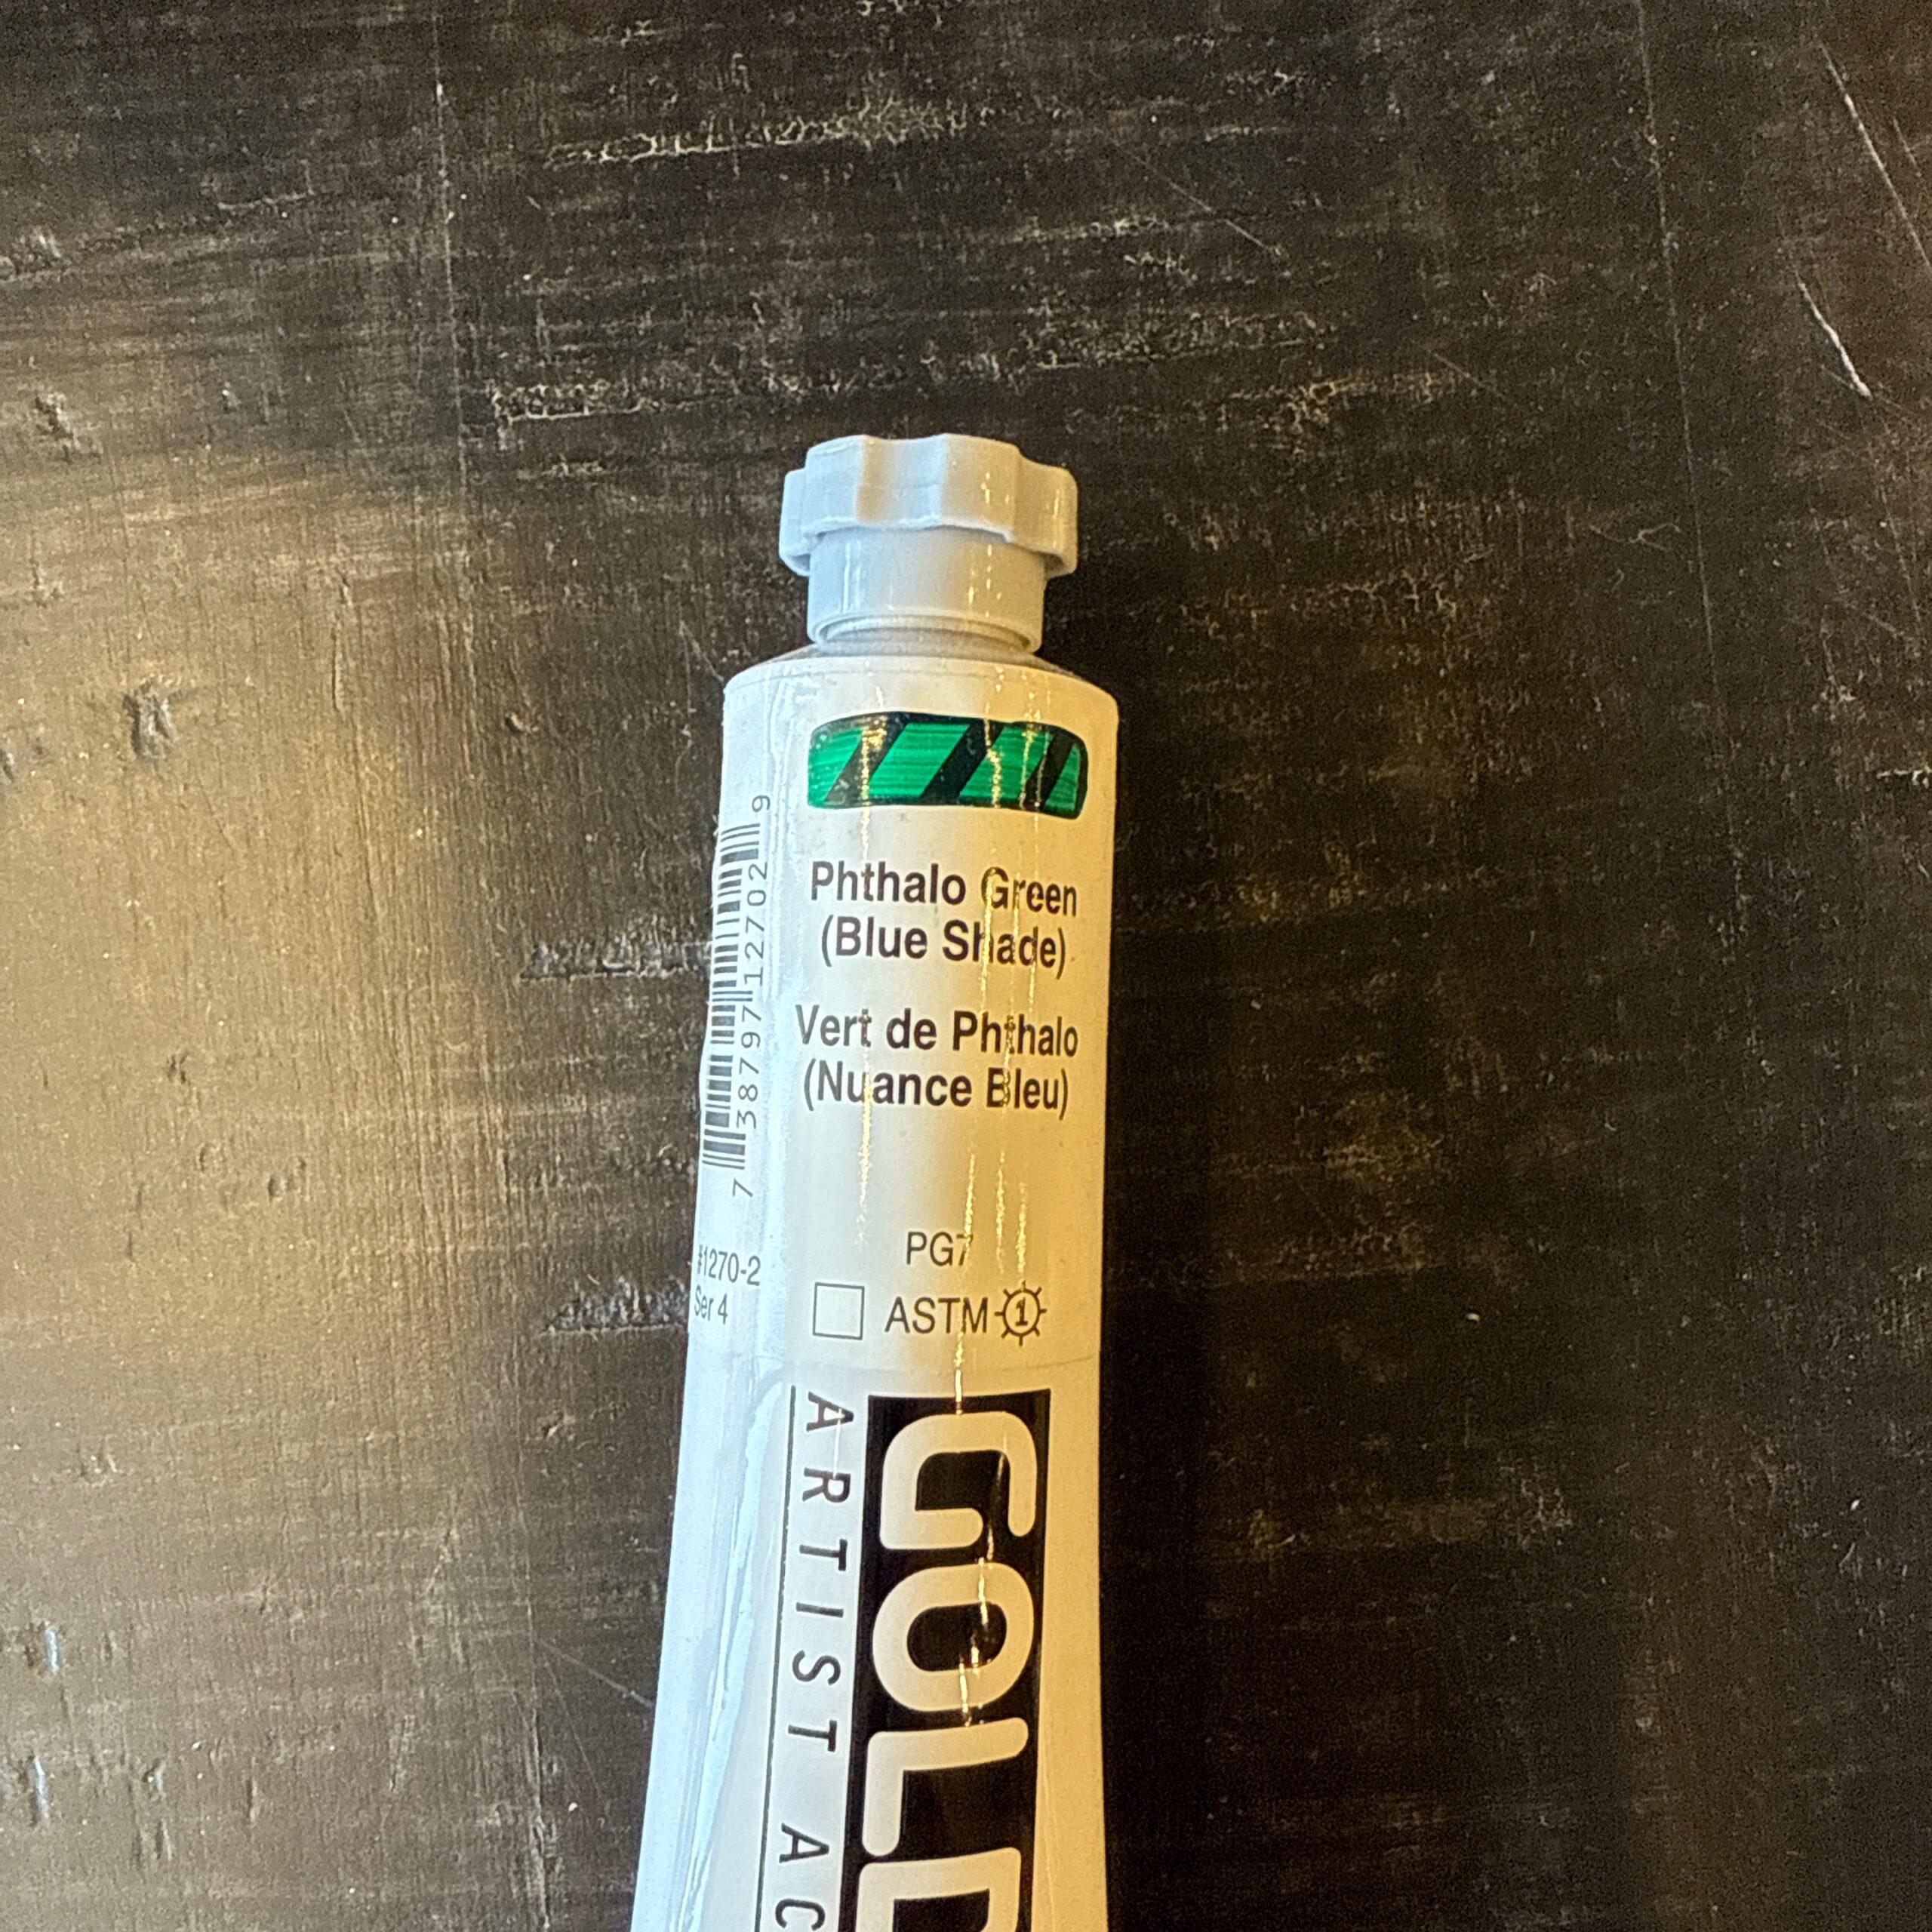 Phthalo Green
(Blue Shade)
Vert de Phthalo
(Nuance Bleu)
PG7
ASTM 1
7 38797 12702 9
#1270-2
Ser 4
GOLD
ARTIST AC